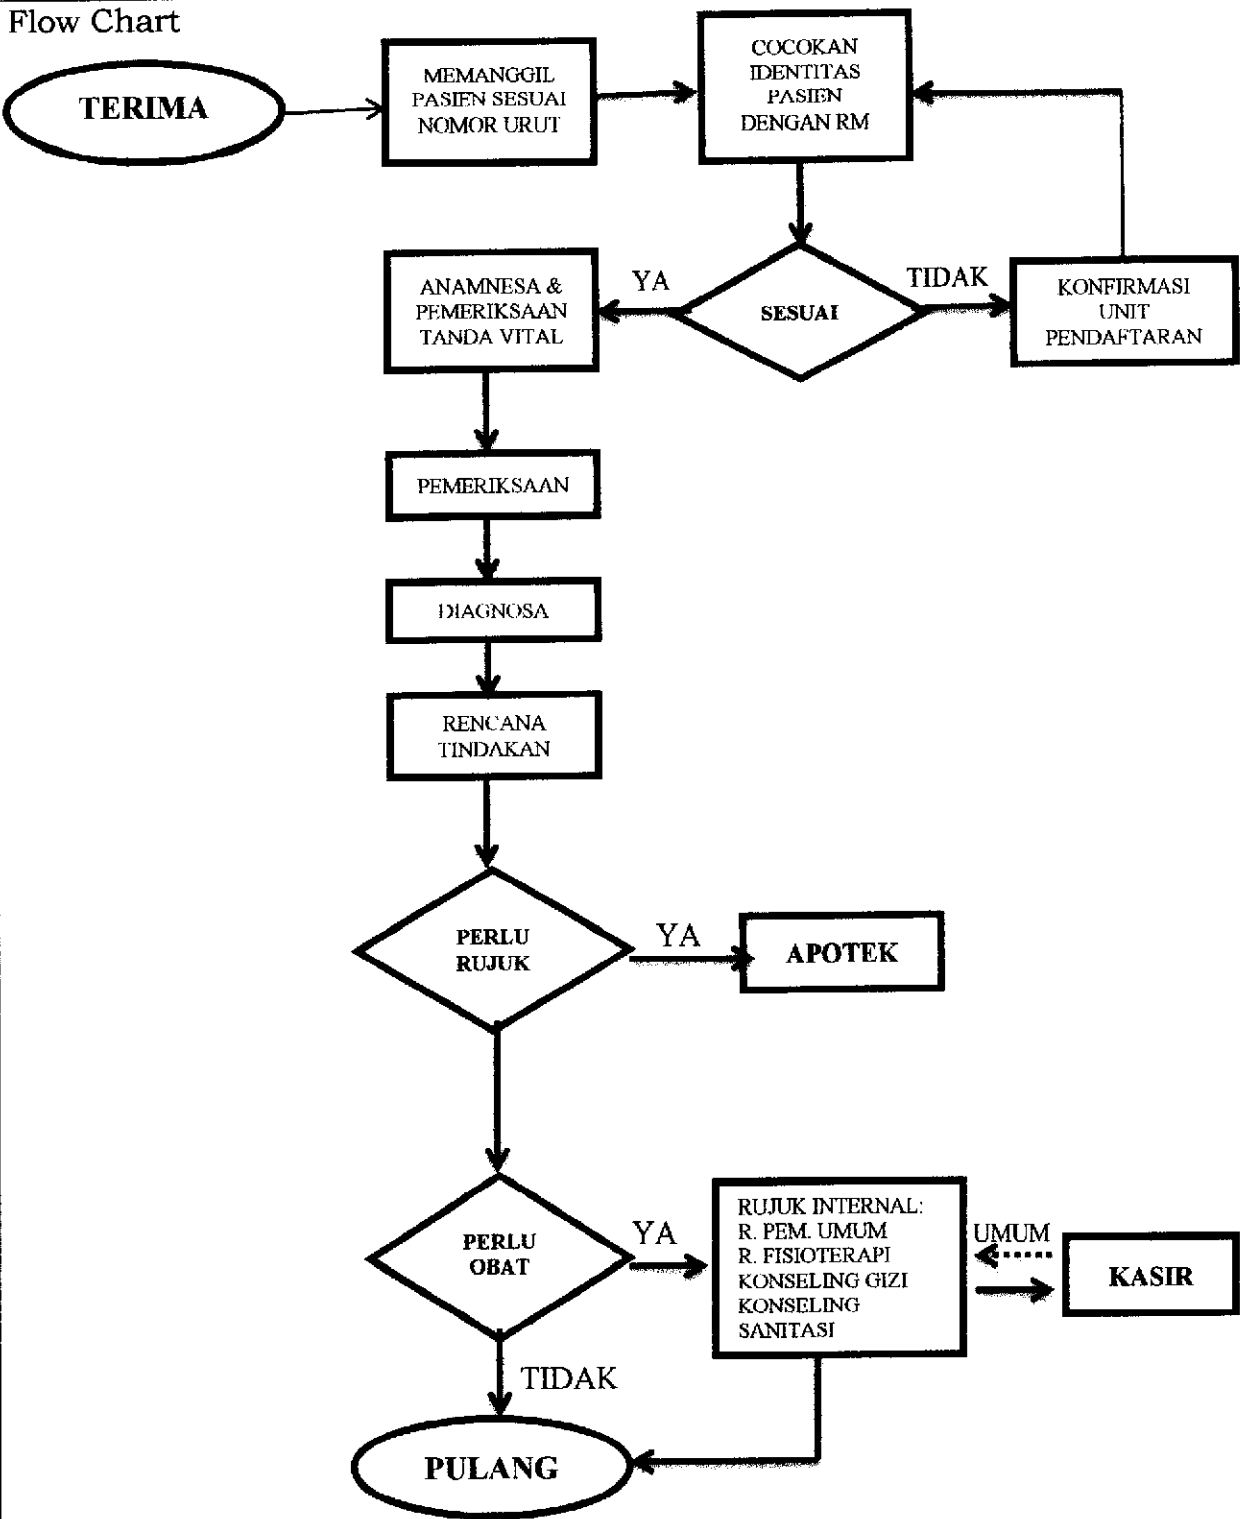 Flow Chart
TERIMA
MEMANGGIL
PASIEN SESUAI
NOMOR URUT
COCOKAN
IDENTITAS
PASIEN
DENGAN RM
ANAMNESA &
PEMERIKSAAN
TANDA VITAL
YA
SESUAI
TIDAK
KONFIRMASI
UNIT
PENDAFTARAN
PEMERIKSAAN
DIAGNOSA
RENCANA
TINDAKAN
PERLU
RUJUK
YA
APOTEK
PERLU
OBAT
YA
RUJUK INTERNAL:
R. PEM. UMUM
R. FISIOTERAPI
KONSELING GIZI
KONSELING
SANITASI
UMUM
KASIR
TIDAK
PULANG